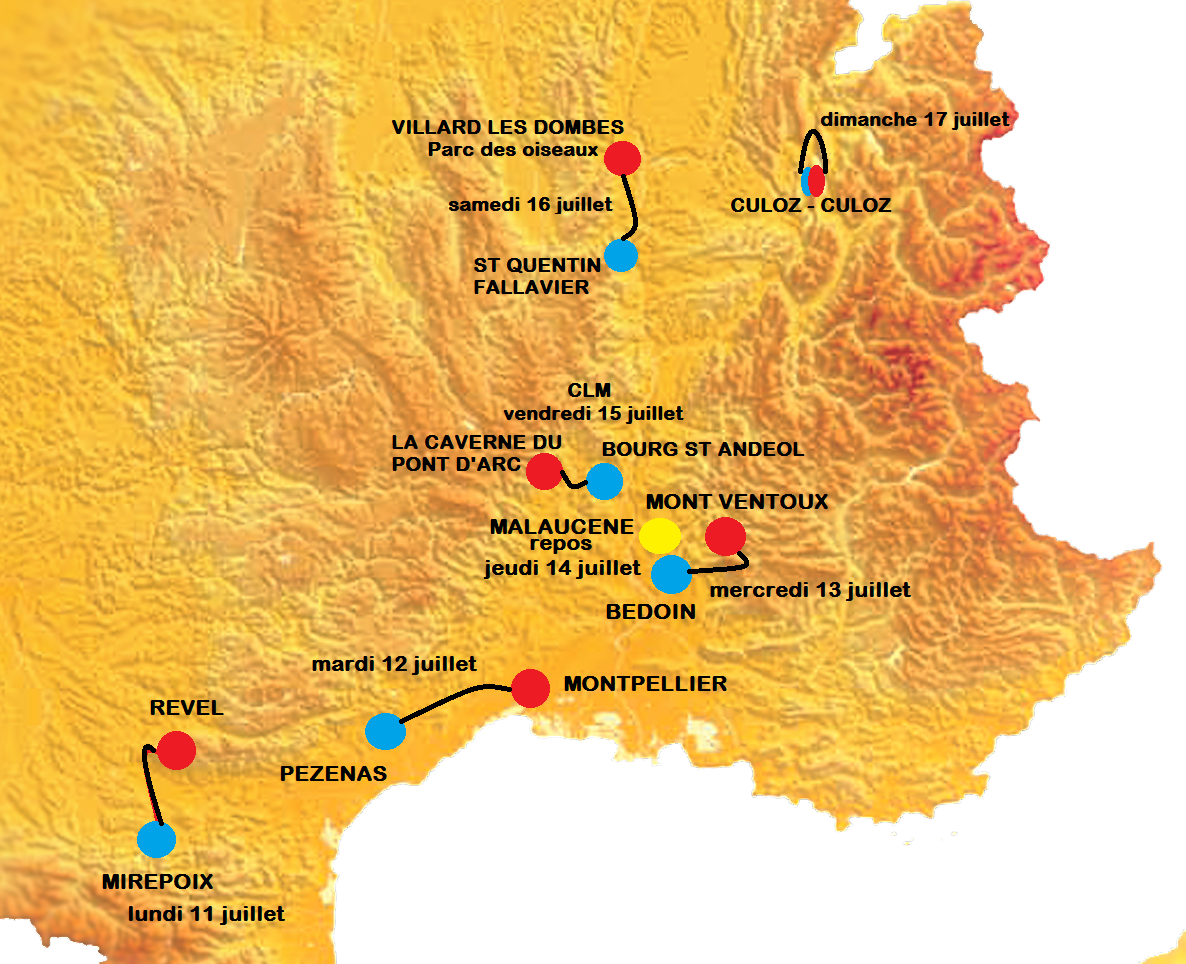 VILLARD LES DOMBES
Parc des oiseaux
samedi 16 juillet
ST QUENTIN
FALLAVIER
dimanche 17 juillet
CULOZ - CULOZ
CLM
vendredi 15 juillet
LA CAVERNE DU
PONT D'ARC
BOURG ST ANDEOL
MONT VENTOUX
MALAUCENE
repos
jeudi 14 juillet
mercredi 13 juillet
BEDOIN
mardi 12 juillet
MONTPELLIER
REVEL
PEZENAS
MIREPOIX
lundi 11 juillet